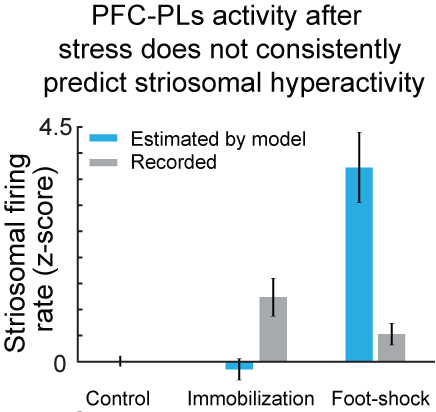 PFC-PLs activity after
stress does not consistently
predict striosomal hyperactivity
4.5
Estimated by model
Recorded
Striosomal firing
rate (z-score)
0
Control
Immobilization
Foot-shock